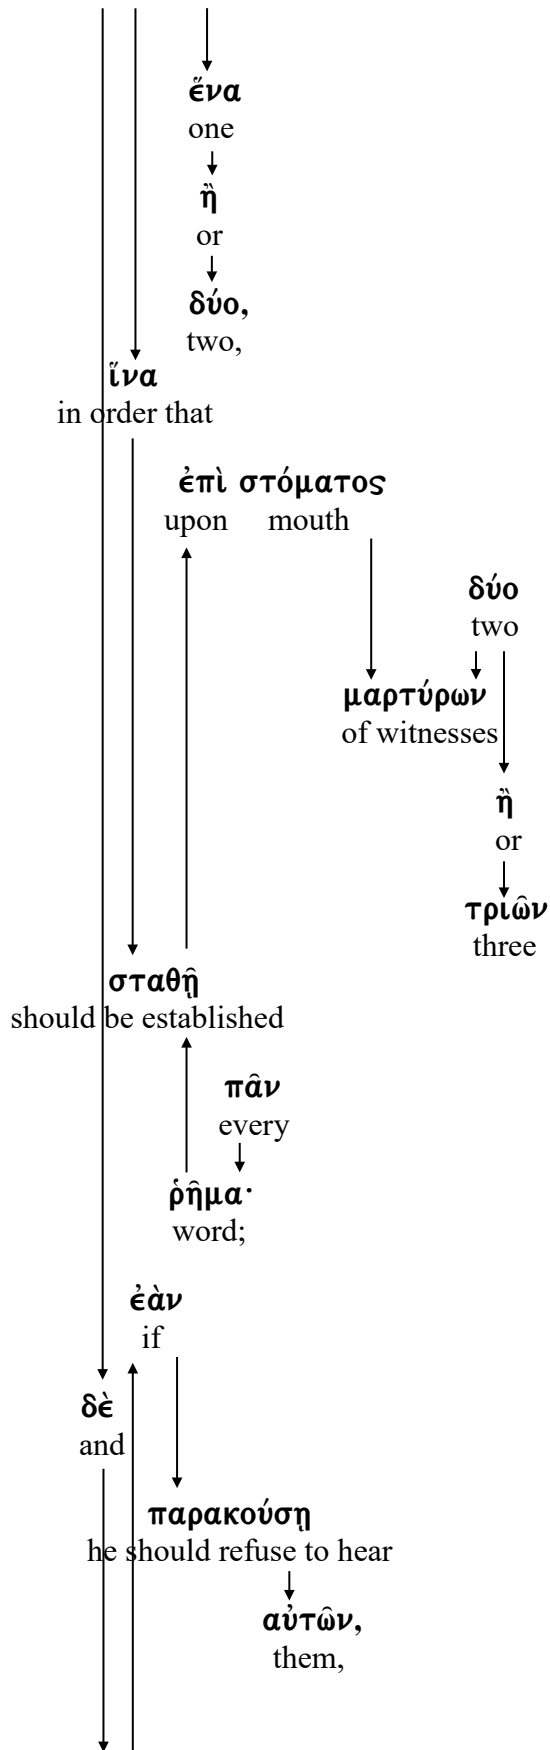 ἕνα
one
ἢ
or
δύο,
two,
ἵνα
in order that
ἐπὶ στόματος
upon mouth
δύο
two
μαρτύρων
of witnesses
ἢ
or
τριῶν
three
σταθῇ
should be established
πᾶν
every
ῥῆμα·
word;
ἐὰν
if
δὲ
and
παρακούσῃ
he should refuse to hear
αὐτῶν,
them,